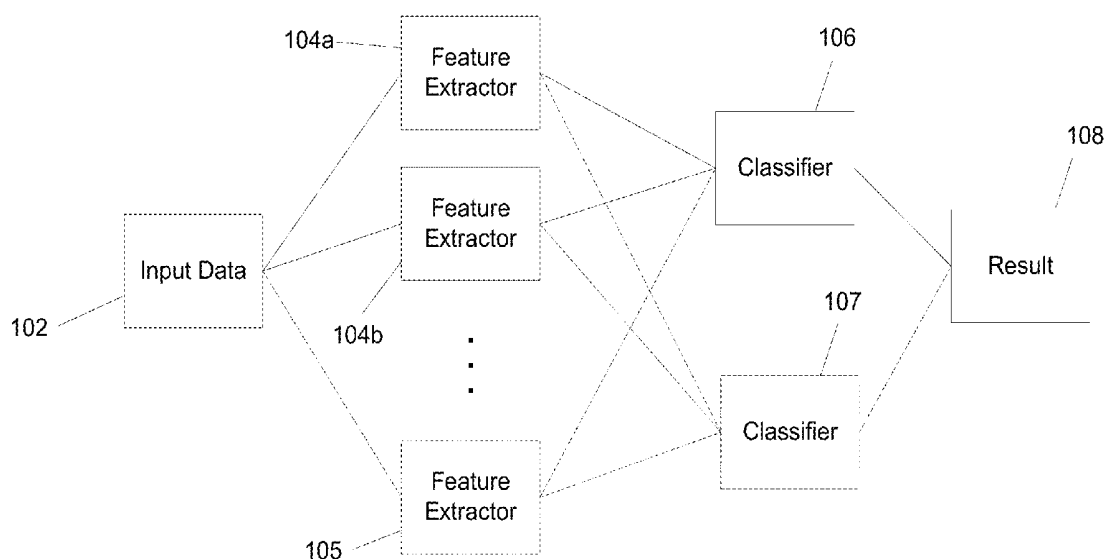 104a
Feature
Extractor
106
Classifier
108
Feature
Extractor
Input Data
Result
102
104b
107
Classifier
Feature
Extractor
105